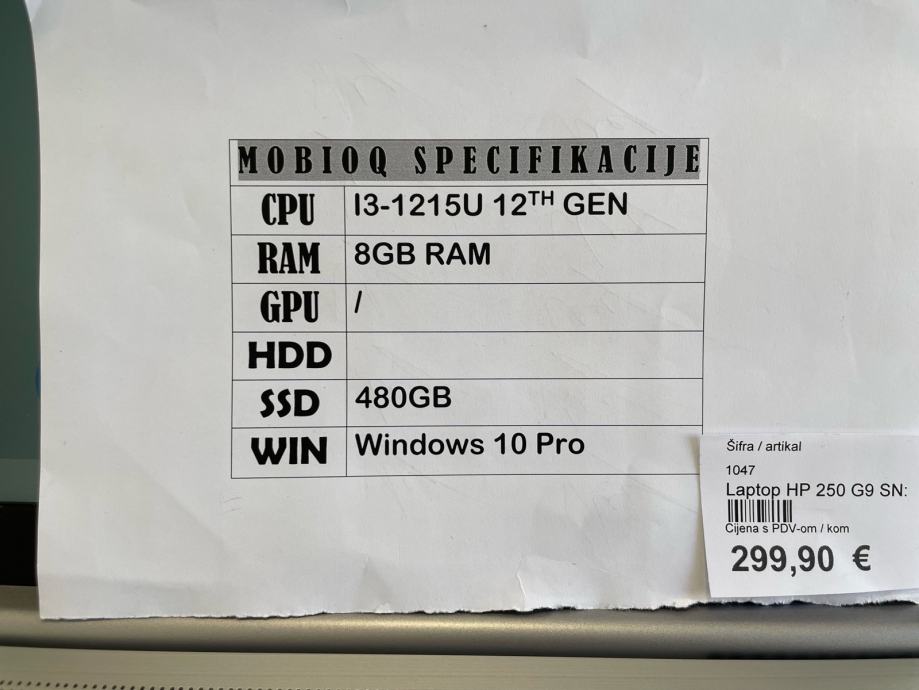 MOBIOQ SPECIFIKACIJE
CPU I3-1215U 12TH GEN
RAM 8GB RAM
GPU /
HDD
SSD 480GB
WIN Windows 10 Pro
Šifra / artikal
1047
Laptop HP 250 G9 SN:
Cijena s PDV-om / kom
299,90 €